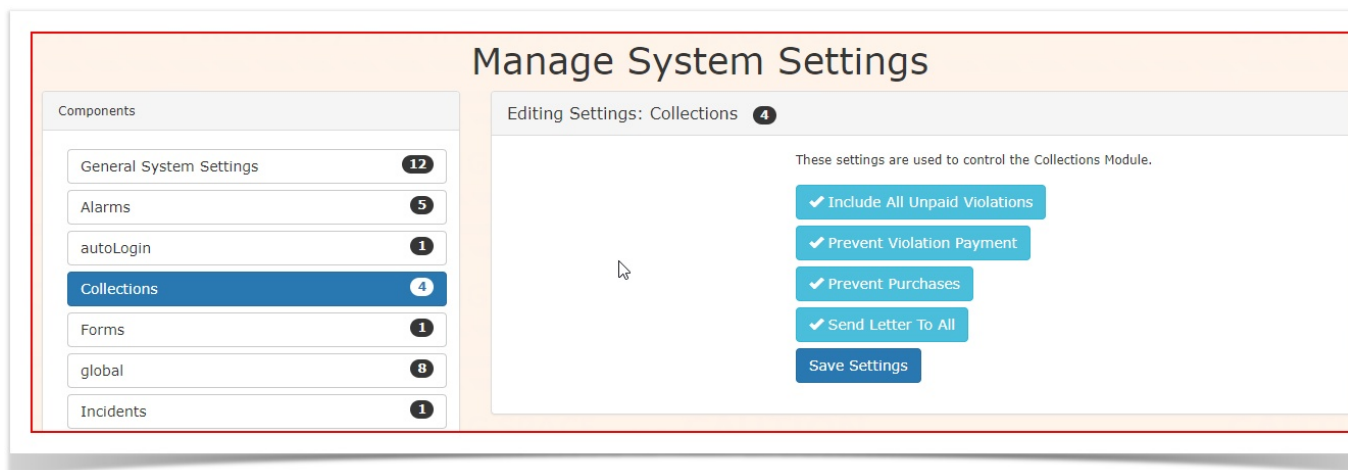 Manage System Settings
Components
General System Settings 12
Alarms 5
autoLogin 1
Collections 4
Forms 1
global 8
Incidents 1
Editing Settings: Collections 4
These settings are used to control the Collections Module.
Include All Unpaid Violations
Prevent Violation Payment
Prevent Purchases
Send Letter To All
Save Settings